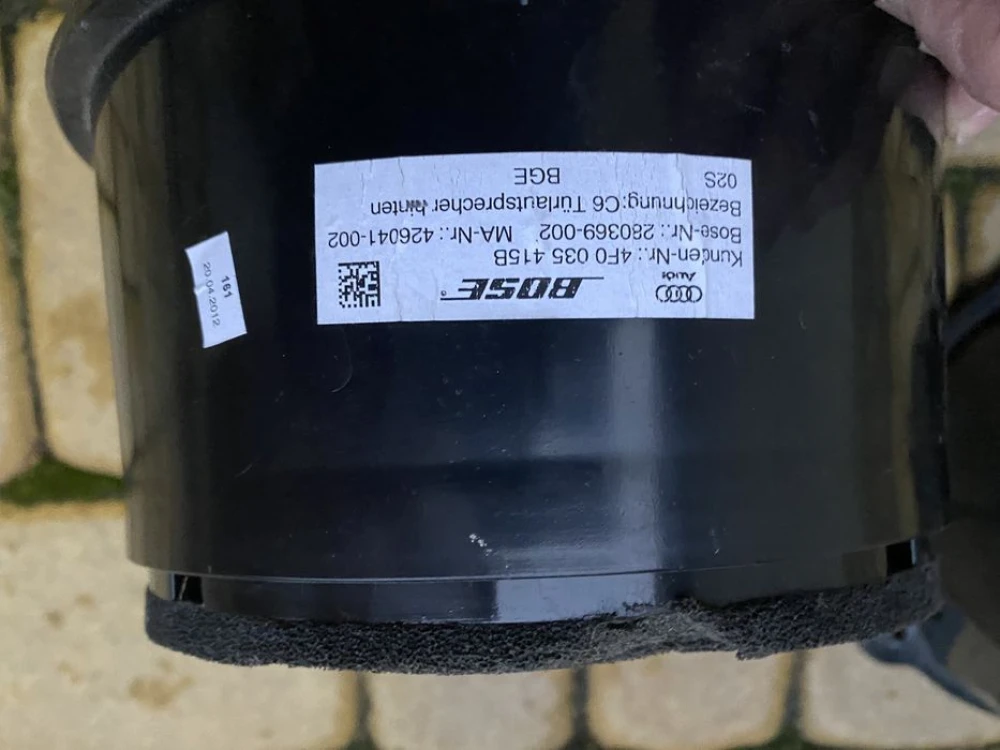 Audi
BOSE
Kunden-Nr.: 4F0 035 415B
Bose-Nr.: 280369-002 MA-Nr.: 426041-002
Bezeichnung:C6 Türlautsprecher hinten
02S BGE
161
20.04.2012